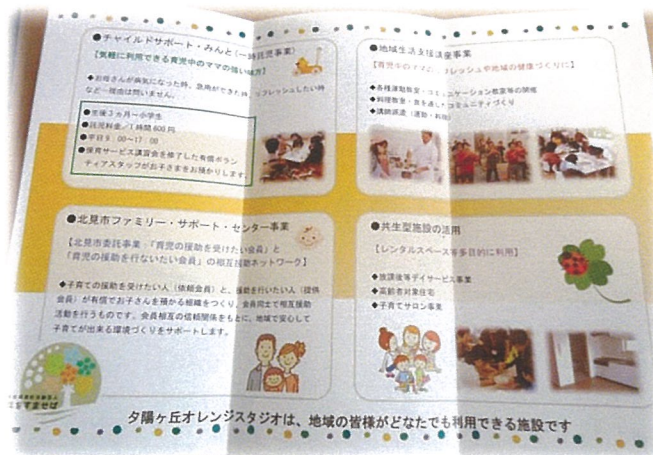 ●チャイルドサポート・みんと(一時託児事業)
【気軽に利用できる育児中のママの強い味方】
◆お母さんが病気になった時、急用ができた時 リフレッシュしたい時
など…理由は問いません。
●生後3ヵ月～小学生
●託児料金／1時間600円
●平日9:00～17:00
●保育サービス講習会を修了した有償ボラン
ティアスタッフがお子さまをお預かりします。
●地域生活支援講座事業
【育児中のママのリフレッシュや地域の健康づくりに】
◆各種運動教室・コミュニケーション教室等の開催
◆料理教室・食を通したコミュニティづくり
◆講師派遣(運動・お話)
●北見市ファミリー・サポート・センター事業
【北見市委託事業・「育児の援助を受けたい会員」と
「育児の援助を行ないたい会員」の相互援助ネットワーク】
◆子育ての援助を受けたい人(依頼会員)と、援助を行いたい人(提供
会員)が有償でお子さんを預かる組織をつくり、会員同士で相互援助
活動を行うものです。会員相互の信頼関係をもとに、地域で安心して
子育てが出来る環境づくりをサポートします。
●共生型施設の活用
【レンタルスペース等多目的に利用】
◆放課後等デイサービス事業
◆高齢者対象住宅
◆子育てサロン事業
夕陽ヶ丘オレンジスタジオは、地域の皆様がどなたでも利用できる施設です